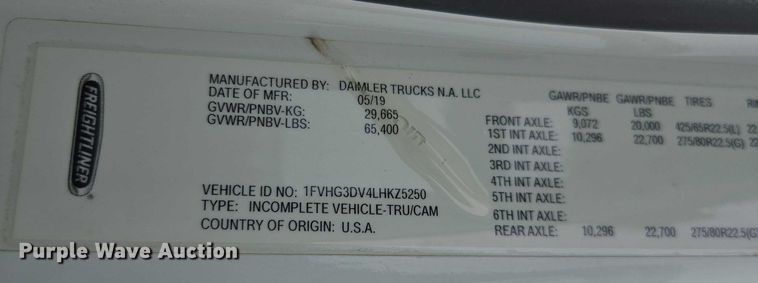 FREIGHTLINER
MANUFACTURED BY: DAIMLER TRUCKS N.A. LLC
DATE OF MFR: 05/19
GVWR/PNBV-KG: 29,665
GVWR/PNBV-LBS: 65,400
VEHICLE ID NO: 1FVHG3DV4LHKZ5250
TYPE: INCOMPLETE VEHICLE-TRU/CAM
COUNTRY OF ORIGIN: U.S.A.
GAWR/PNBE GAWR/PNBE TIRES
KGS LBS
FRONT AXLE: 9,072 20,000 425/65R22.5(L) 22
1ST INT AXLE: 10,296 22,700 275/80R22.5(G) 22
2ND INT AXLE:
3RD INT AXLE:
4TH INT AXLE:
5TH INT AXLE:
6TH INT AXLE:
REAR AXLE: 10,296 22,700 275/80R22.5(G
Purple Wave Auction